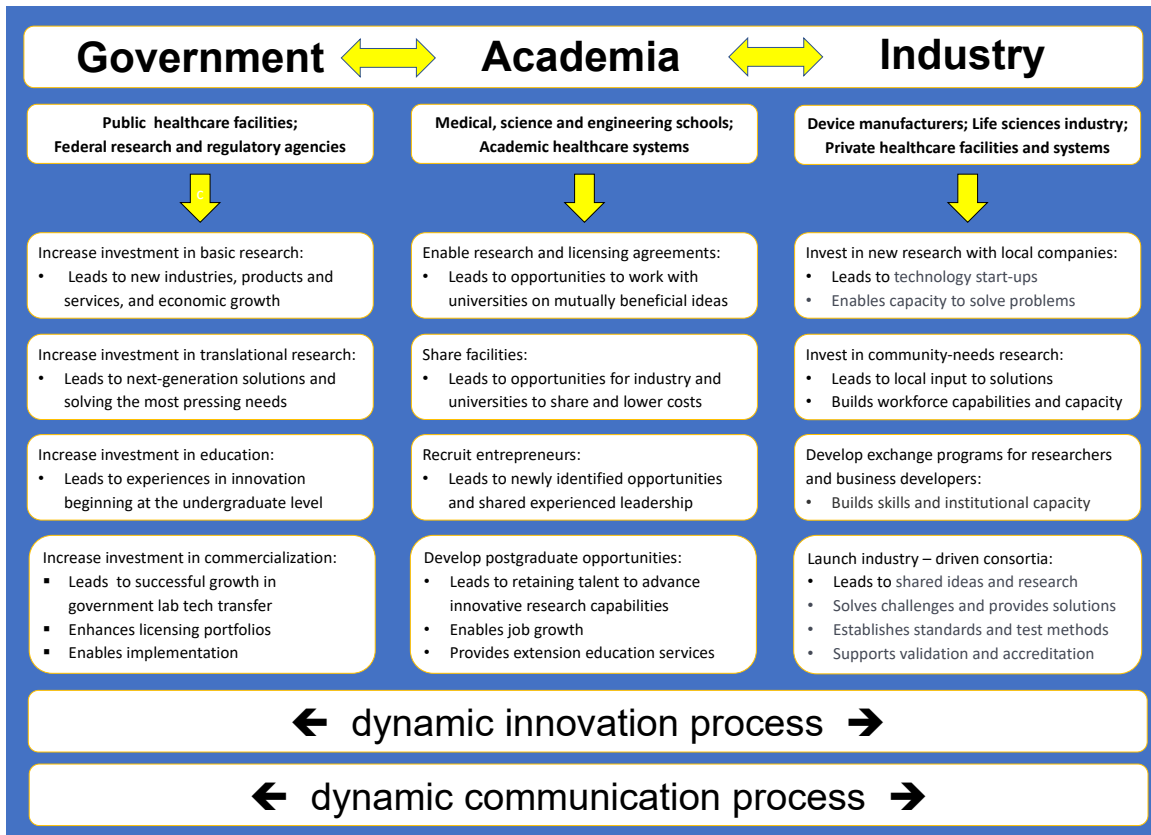 Government
Academia
Industry
Public healthcare facilities;
Federal research and regulatory agencies
Medical, science and engineering schools;
Academic healthcare systems
Device manufacturers; Life sciences industry;
Private healthcare facilities and systems
c
Increase investment in basic research:
• Leads to new industries, products and
services, and economic growth
Increase investment in translational research:
• Leads to next-generation solutions and
solving the most pressing needs
Increase investment in education:
• Leads to experiences in innovation
beginning at the undergraduate level
Increase investment in commercialization:
▪ Leads to successful growth in
government lab tech transfer
▪ Enhances licensing portfolios
▪ Enables implementation
Enable research and licensing agreements:
• Leads to opportunities to work with
universities on mutually beneficial ideas
Share facilities:
• Leads to opportunities for industry and
universities to share and lower costs
Recruit entrepreneurs:
• Leads to newly identified opportunities
and shared experienced leadership
Develop postgraduate opportunities:
• Leads to retaining talent to advance
innovative research capabilities
• Enables job growth
• Provides extension education services
Invest in new research with local companies:
• Leads to technology start-ups
• Enables capacity to solve problems
Invest in community-needs research:
• Leads to local input to solutions
• Builds workforce capabilities and capacity
Develop exchange programs for researchers
and business developers:
• Builds skills and institutional capacity
Launch industry – driven consortia:
• Leads to shared ideas and research
• Solves challenges and provides solutions
• Establishes standards and test methods
• Supports validation and accreditation
🡨 dynamic innovation process 🡪
🡨 dynamic communication process 🡪